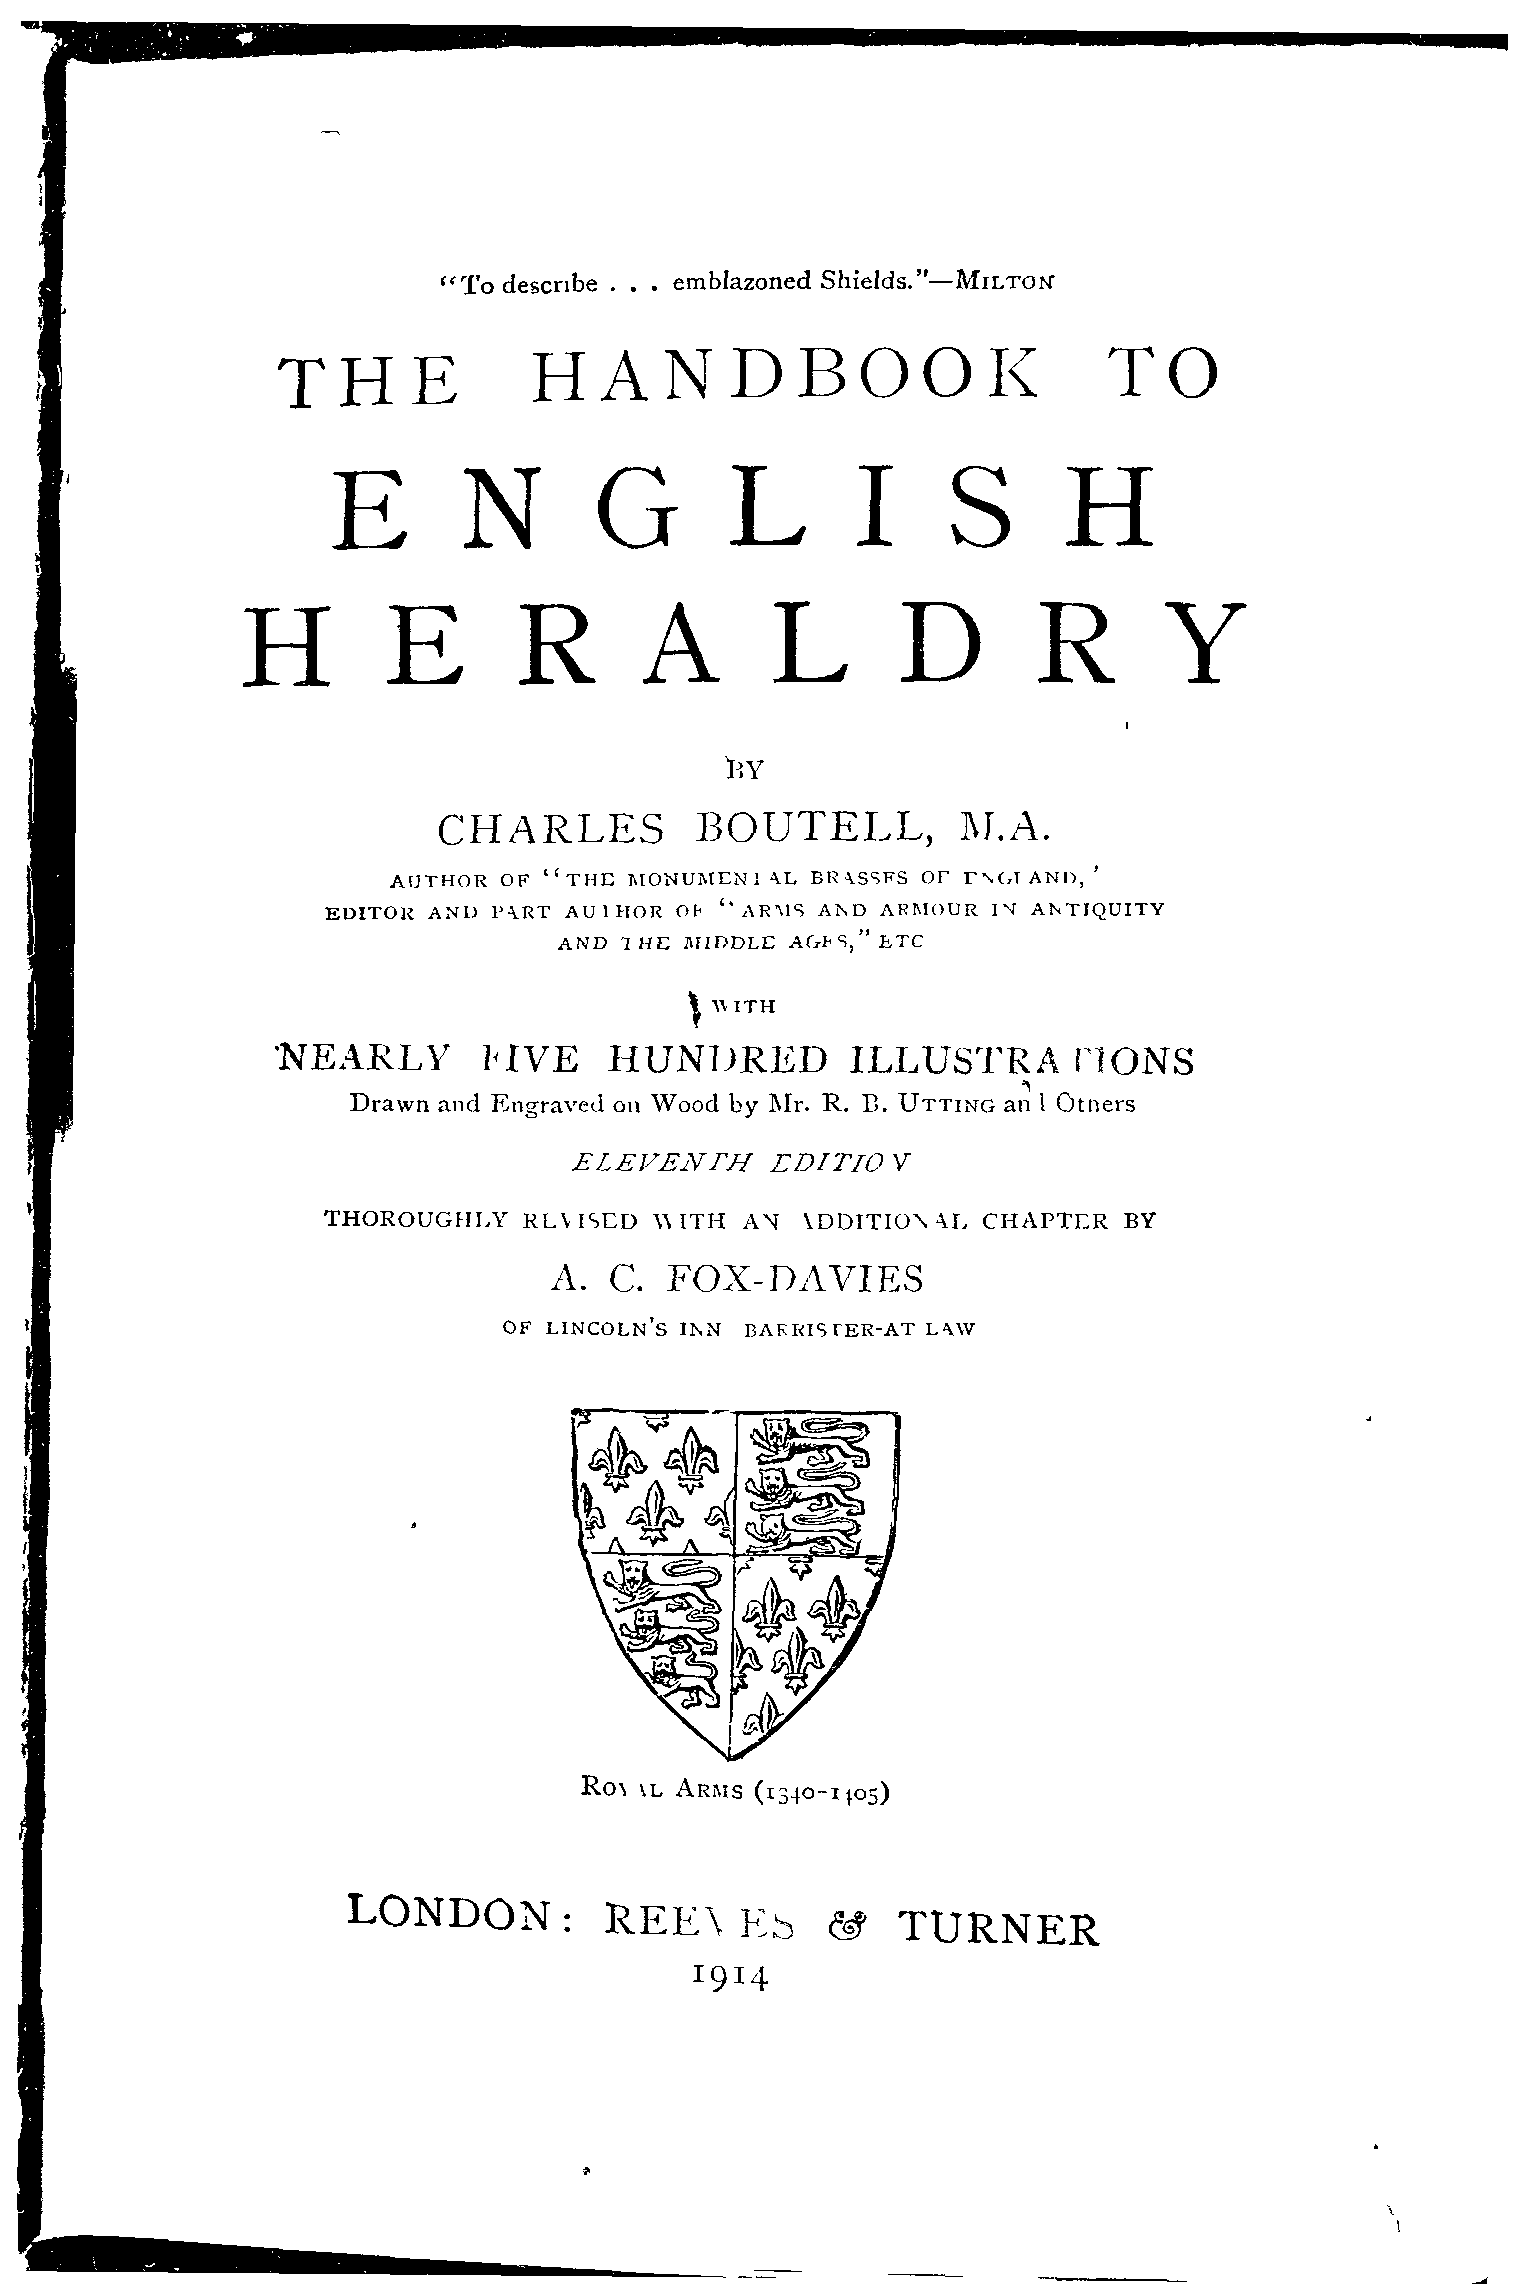 "To describe . . . emblazoned Shields."—MILTON
THE HANDBOOK TO
ENGLISH
HERALDRY
BY
CHARLES BOUTELL, M.A.
AUTHOR OF "THE MONUMENTAL BRASSES OF ENGLAND,'
EDITOR AND PART AUTHOR OF "ARMS AND ARMOUR IN ANTIQUITY
AND THE MIDDLE AGES," ETC
WITH
NEARLY FIVE HUNDRED ILLUSTRATIONS
Drawn and Engraved on Wood by Mr. R. B. UTTING and Others
ELEVENTH EDITION
THOROUGHLY REVISED WITH AN ADDITIONAL CHAPTER BY
A. C. FOX-DAVIES
OF LINCOLN'S INN BARRISTER-AT LAW
ROYAL ARMS (1340-1405)
LONDON: REEVES & TURNER
1914